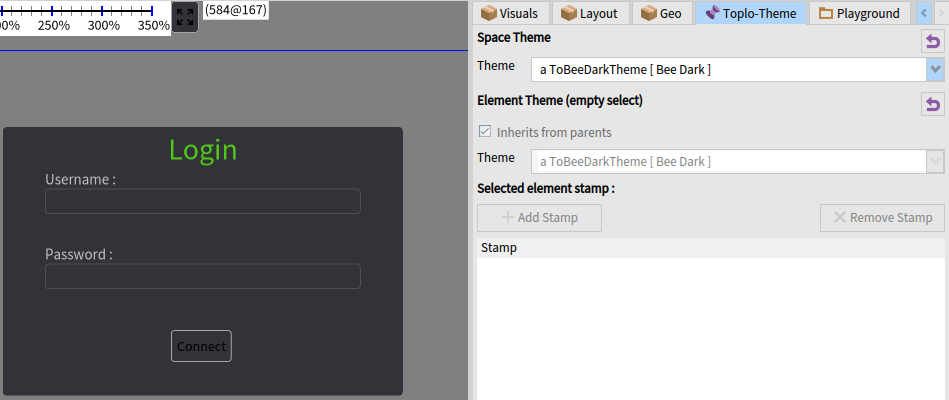 00% 250% 300% 350%
(584@167)
Login
Username :
Password :
Connect
Visuals Layout Geo Toplo-Theme Playground
Space Theme
Theme a ToBeeDarkTheme [ Bee Dark ]
Element Theme (empty select)
Inherits from parents
Theme a ToBeeDarkTheme [ Bee Dark ]
Selected element stamp :
Add Stamp Remove Stamp
Stamp